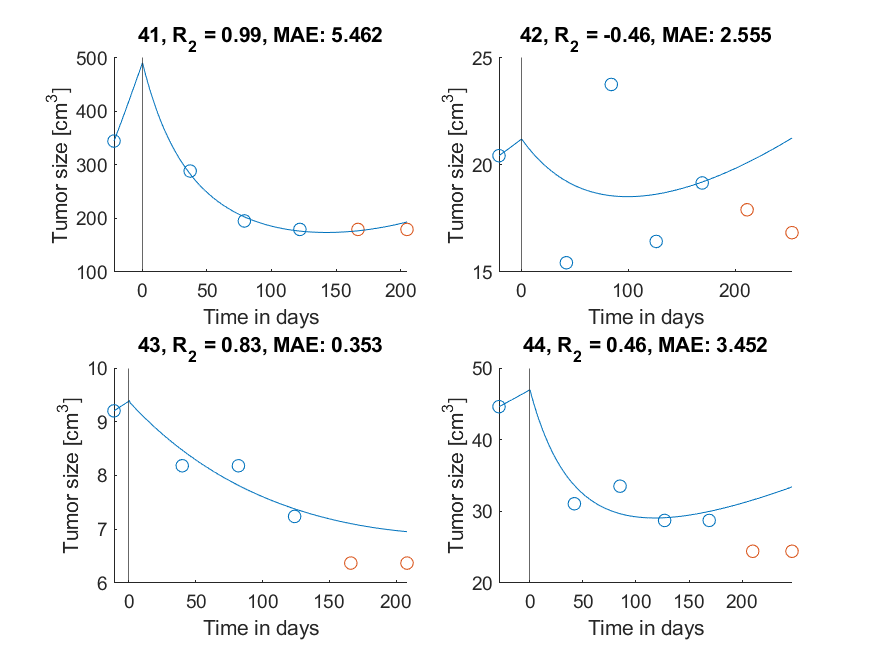 41, R2 = 0.99, MAE: 5.462
500
400
300
200
100
Tumor size [cm3]
0 50 100 150 200
Time in days
42, R2 = -0.46, MAE: 2.555
25
20
15
Tumor size [cm3]
0 100 200
Time in days
43, R2 = 0.83, MAE: 0.353
10
9
8
7
6
Tumor size [cm3]
0 50 100 150 200
Time in days
44, R2 = 0.46, MAE: 3.452
50
40
30
20
Tumor size [cm3]
0 50 100 150 200
Time in days